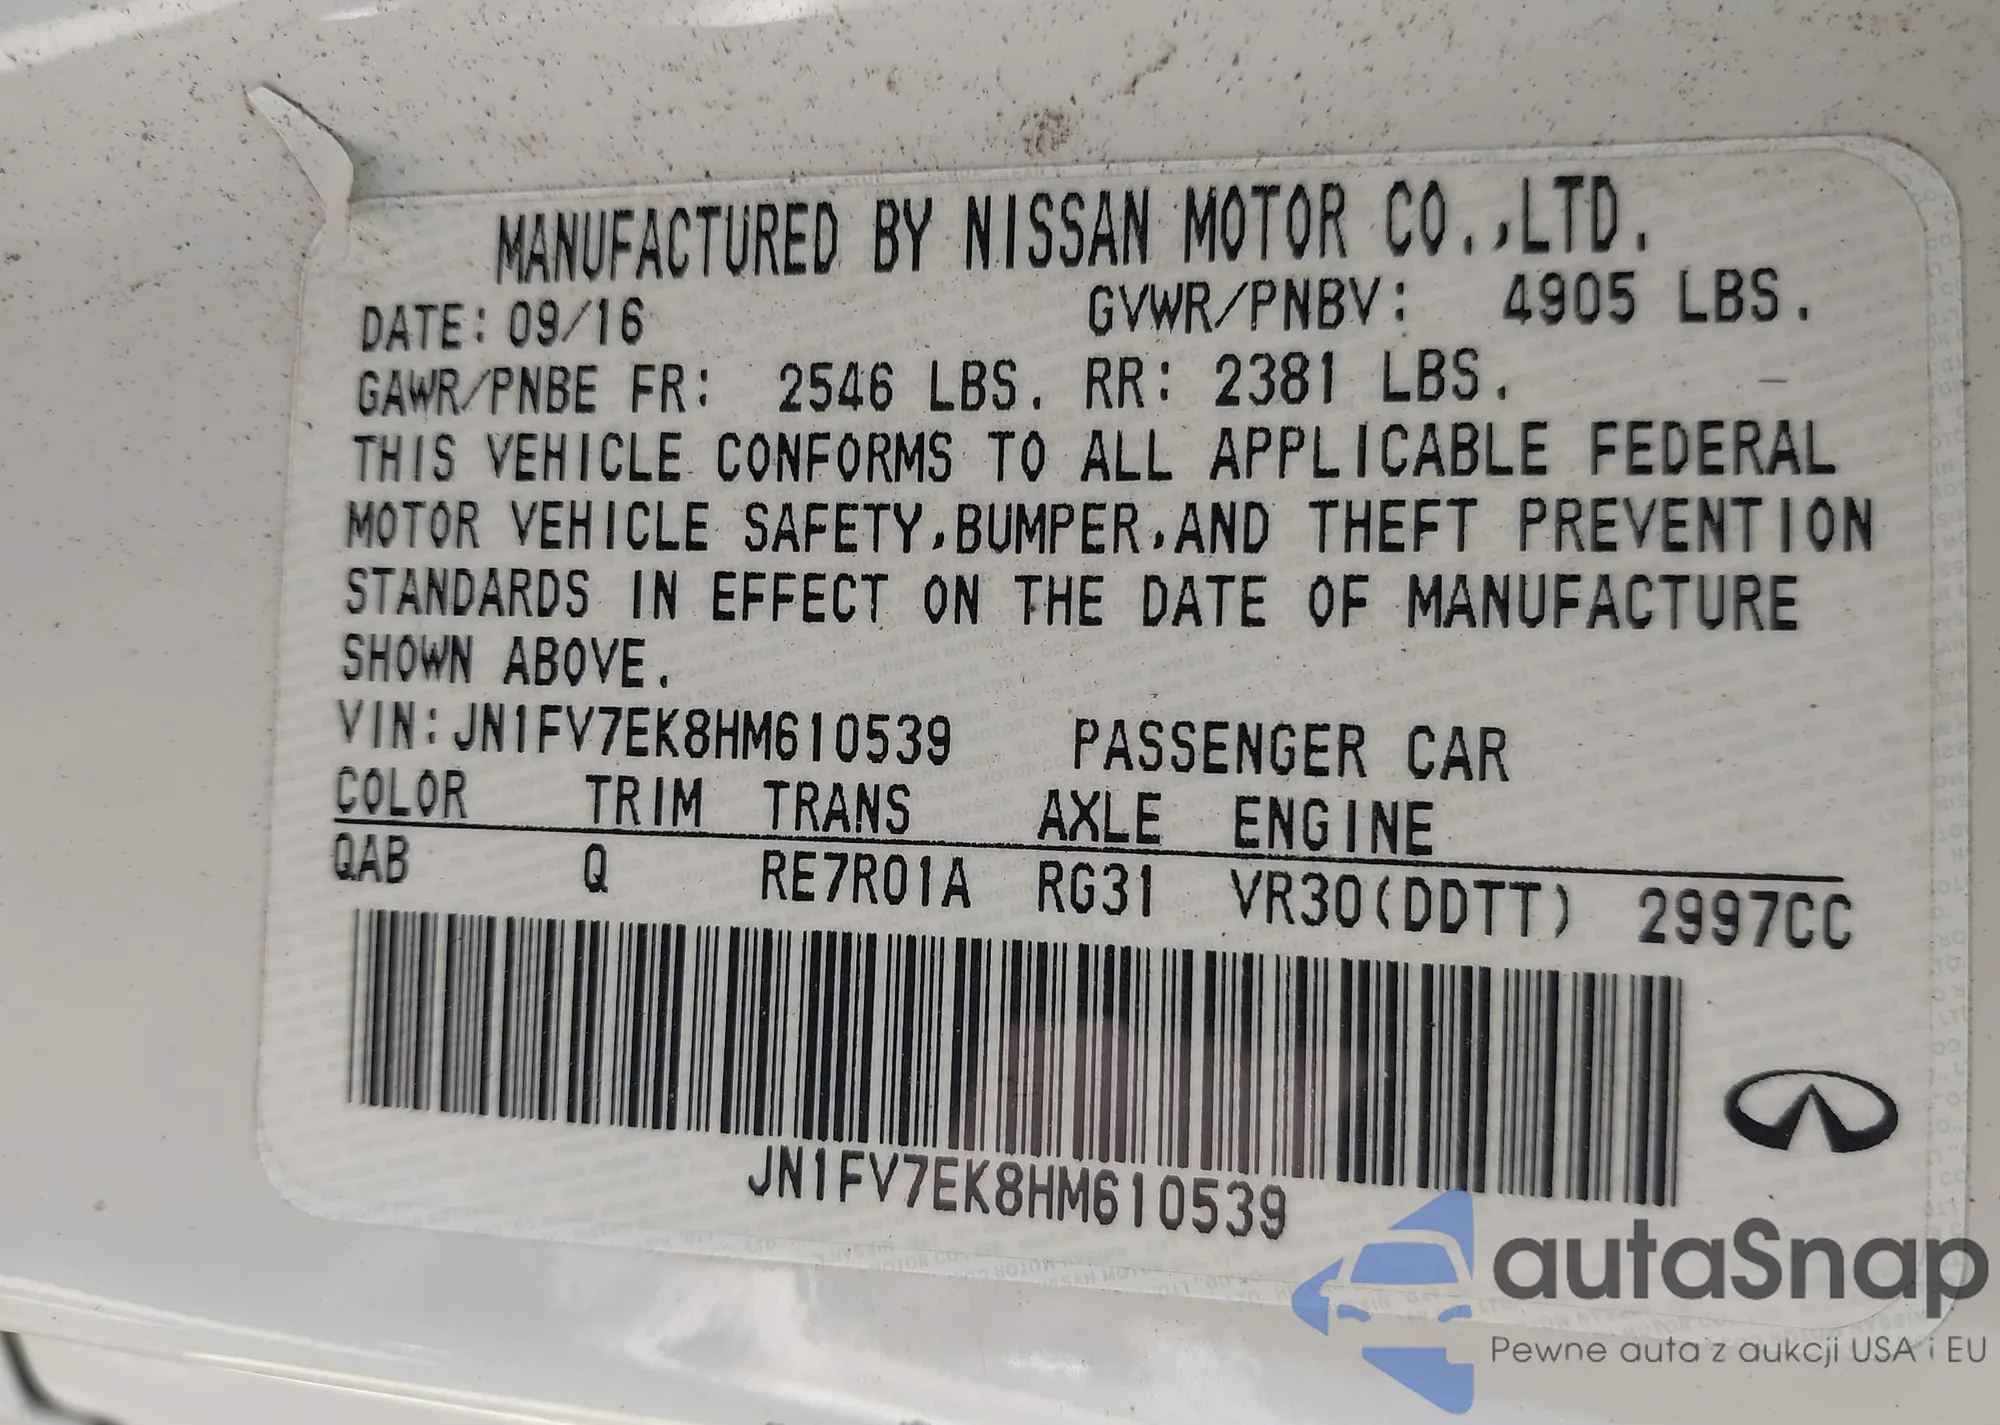 MANUFACTURED BY NISSAN MOTOR CO.,LTD.
DATE: 09/16 GVWR/PNBV: 4905 LBS.
GAWR/PNBE FR: 2546 LBS. RR: 2381 LBS.
THIS VEHICLE CONFORMS TO ALL APPLICABLE FEDERAL
MOTOR VEHICLE SAFETY,BUMPER,AND THEFT PREVENTION
STANDARDS IN EFFECT ON THE DATE OF MANUFACTURE
SHOWN ABOVE.
VIN:JN1FV7EK8HM610539 PASSENGER CAR
COLOR TRIM TRANS AXLE ENGINE
QAB Q RE7R01A RG31 VR30(DDTT) 2997CC
JN1FV7EK8HM610539
autaSnap
Pewne auta z aukcji USA i EU